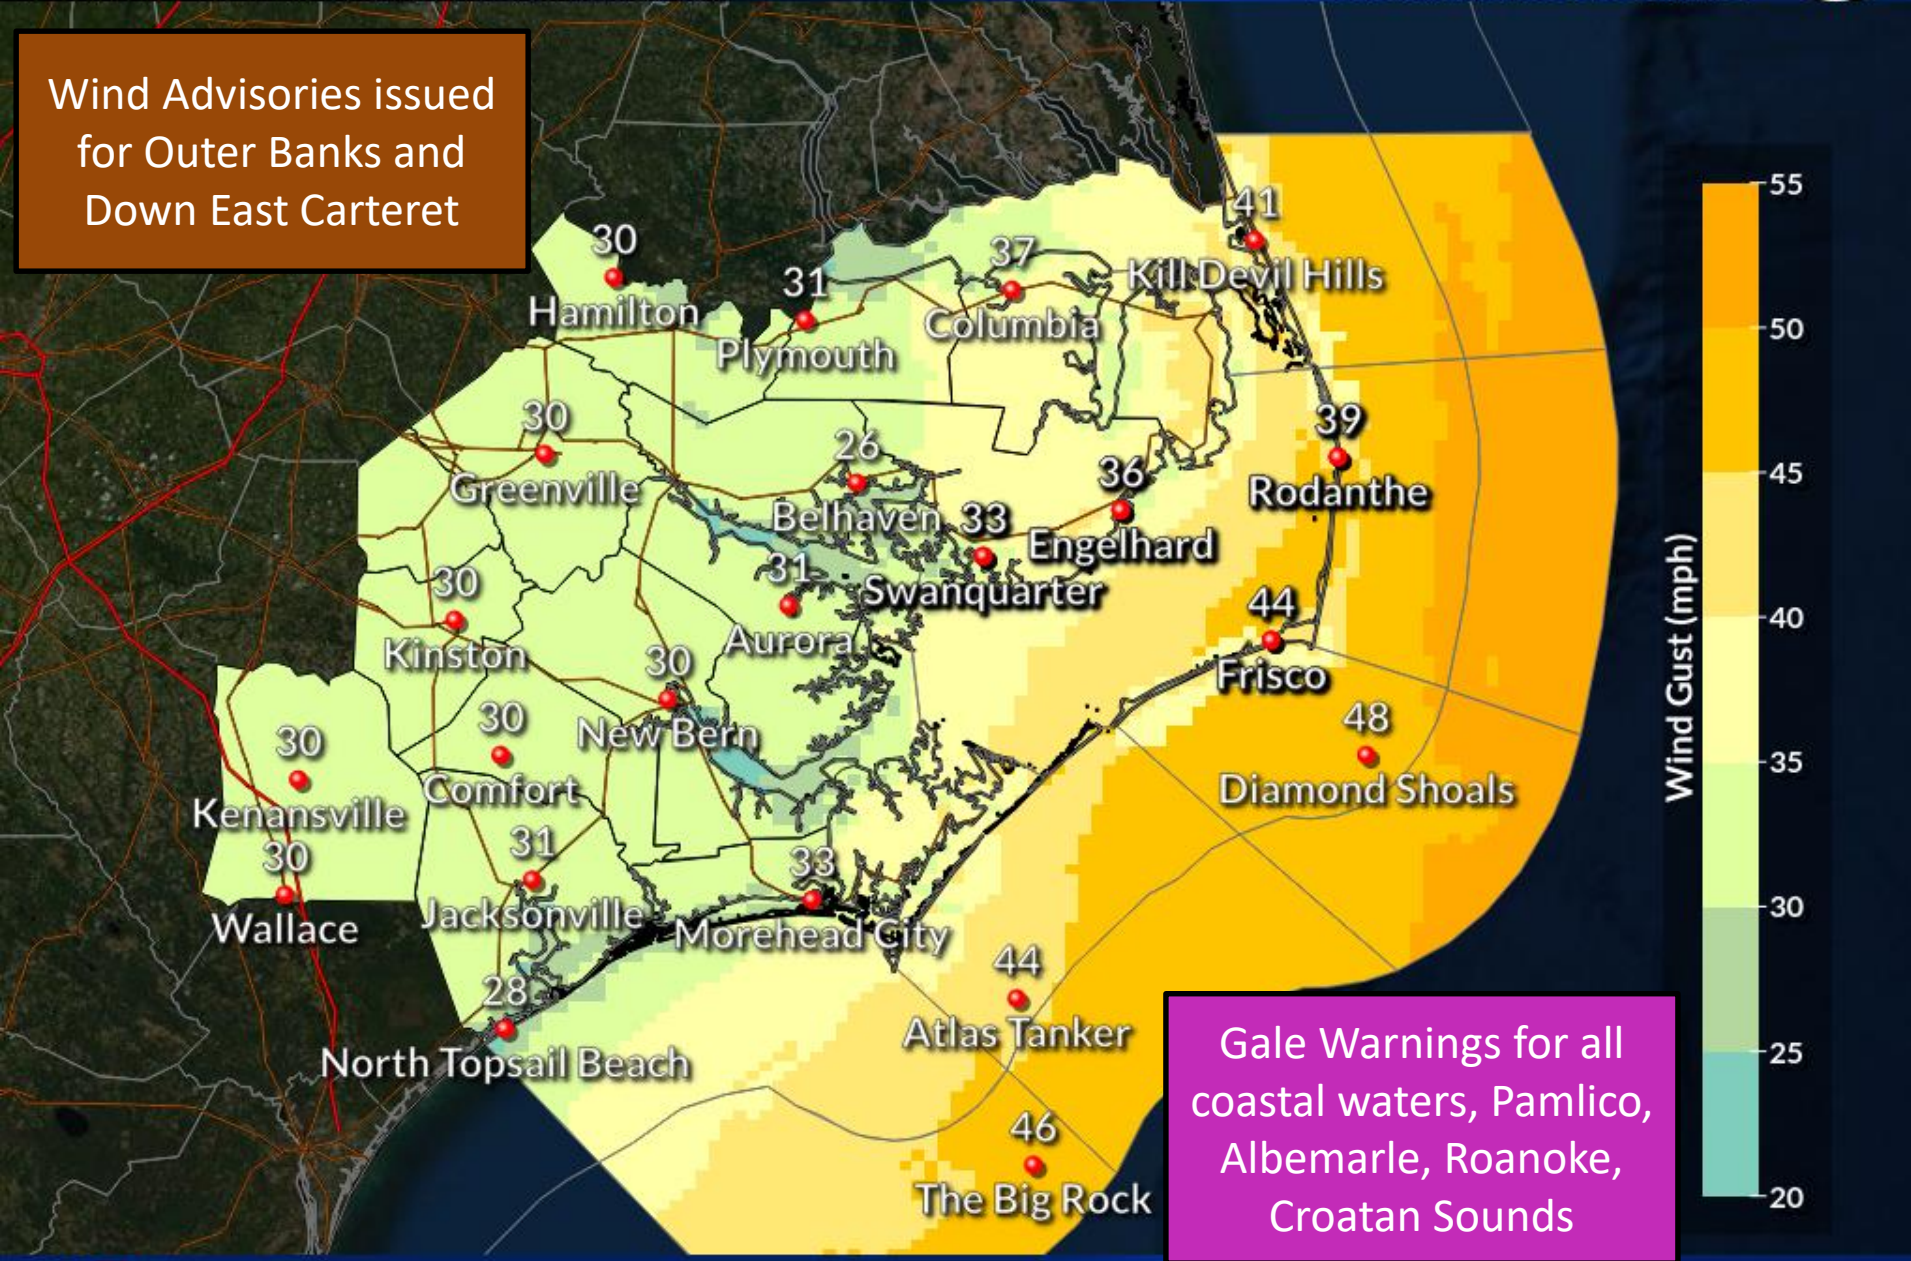 Wind Advisories issued
for Outer Banks and
Down East Carteret
41
Kill Devil Hills
30
Hamilton
31
Plymouth
37
Columbia
30
Greenville
26
Belhaven
33
Swanquarter
36
Engelhard
39
Rodanthe
31
Aurora
30
Kinston
44
Frisco
30
New Bern
30
Comfort
30
Kenansville
48
Diamond Shoals
30
Wallace
31
Jacksonville
33
Morehead City
28
North Topsail Beach
44
Atlas Tanker
46
The Big Rock
Gale Warnings for all
coastal waters, Pamlico,
Albemarle, Roanoke,
Croatan Sounds
Wind Gust (mph)
55
50
45
40
35
30
25
20